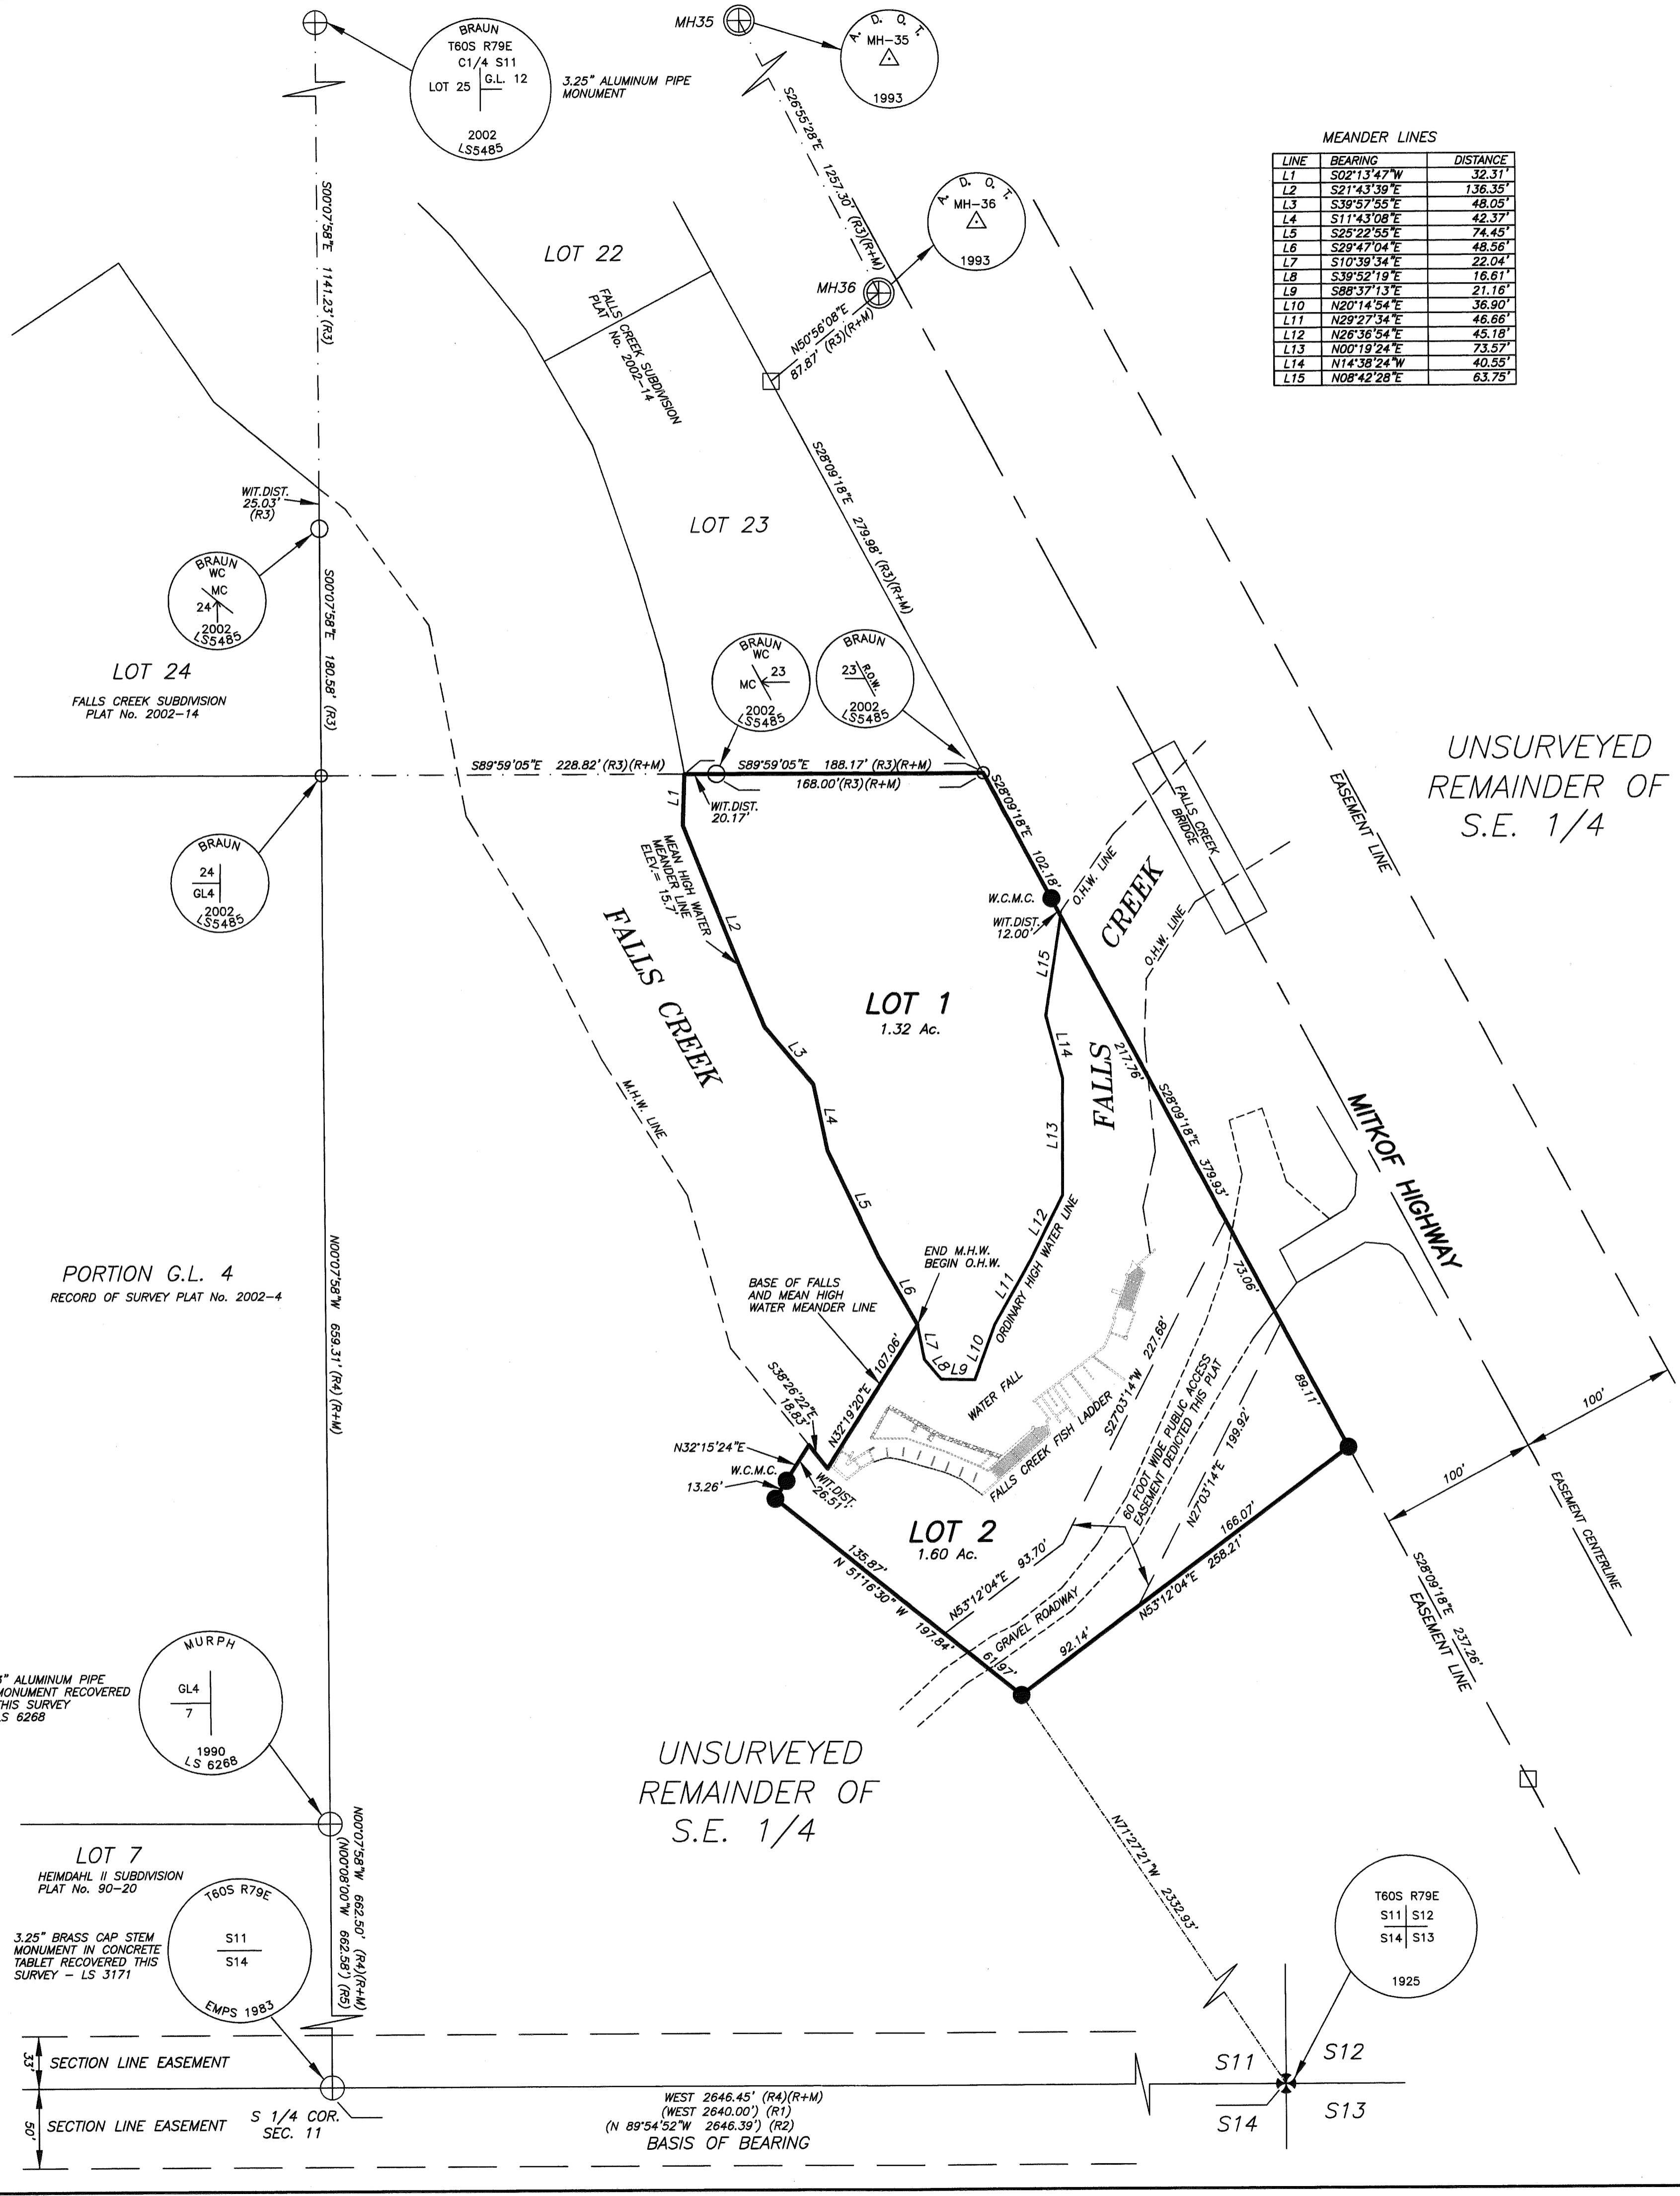 BRAUN
T60S R79E
C1/4 S11
LOT 25 G.L. 12
2002
LS5485
3.25" ALUMINUM PIPE
MONUMENT
MH35
A. D. O. T.
MH-35
1993
S26°55'28"E 1257.30' (R3)(R+M)
A. D. O. T.
MH-36
1993
MH36
N50°56'08"E
87.87' (R3)(R+M)
MEANDER LINES
LINE BEARING DISTANCE
L1 S02°13'47"W 32.31'
L2 S21°43'39"E 136.35'
L3 S39°57'55"E 48.05'
L4 S11°43'08"E 42.37'
L5 S25°22'55"E 74.45'
L6 S29°47'04"E 48.56'
L7 S10°39'34"E 22.04'
L8 S39°52'19"E 16.61'
L9 S88°37'13"E 21.16'
L10 N20°14'54"E 36.90'
L11 N29°27'34"E 46.66'
L12 N26°36'54"E 45.18'
L13 N00°19'24"E 73.57'
L14 N14°38'24"W 40.55'
L15 N08°42'28"E 63.75'
S00°07'58"E 141.23' (R3)
LOT 22
FALLS CREEK SUBDIVISION
PLAT No. 2002-14
S28°09'18"E 279.98' (R3)(R+M)
LOT 23
WIT.DIST.
25.03'
(R3)
BRAUN
WC
MC
24
2002
LS5485
S00°07'58"E 180.58' (R3)
LOT 24
FALLS CREEK SUBDIVISION
PLAT No. 2002-14
BRAUN
WC
23
MC
2002
LS5485
BRAUN
23 R.O.W.
2002
LS5485
S89°59'05"E 228.82' (R3)(R+M)
S89°59'05"E 188.17' (R3)(R+M)
168.00'(R3)(R+M)
WIT.DIST.
20.17'
L7
BRAUN
24
GL4
2002
LS5485
UNSURVEYED
REMAINDER OF
S.E. 1/4
EASEMENT LINE
FALLS CREEK
BRIDGE
S28°09'18"E 102.18'
W.C.M.C.
WIT.DIST.
12.00'
O.H.W. LINE
O.H.W. LINE
CREEK
FALLS
MEAN HIGH WATER
MEANDER LINE
ELEV.= 15.7'
L2
FALLS CREEK
LOT 1
1.32 Ac.
L15
L14
L13
L12
L11
L3
L4
L5
L6
217.76'
S28°09'18"E 379.93'
MITKOF HIGHWAY
M.H.W. LINE
ORDINARY HIGH WATER LINE
END M.H.W.
BEGIN O.H.W.
BASE OF FALLS
AND MEAN HIGH
WATER MEANDER LINE
L7
L8
L9
L10
73.06'
89.11'
PORTION G.L. 4
RECORD OF SURVEY PLAT No. 2002-4
N00°07'58"W 659.31' (R4)(R+M)
S38°26'22"E
18.83'
N32°19'20"E 107.06'
N32°15'24"E
W.C.M.C.
13.26'
WIT.DIST.
26.51'
WATER FALL
FALLS CREEK FISH LADDER
S27°03'14"W 227.68'
60 FOOT WIDE PUBLIC ACCESS
EASEMENT DEDICTED THIS PLAT
N27°03'14"E 199.92'
100'
100'
EASEMENT CENTERLINE
LOT 2
1.60 Ac.
135.87'
N 51°16'30" W 197.84'
61.97'
N53°12'04"E 93.70'
GRAVEL ROADWAY
92.14'
166.07'
N53°12'04"E 258.21'
S28°09'18"E 237.26'
EASEMENT LINE
MURPH
GL4
7
1990
LS 6268
" ALUMINUM PIPE
MONUMENT RECOVERED
THIS SURVEY
LS 6268
UNSURVEYED
REMAINDER OF
S.E. 1/4
N71°27'21"W 2332.93'
LOT 7
HEIMDAHL II SUBDIVISION
PLAT No. 90-20
N00°07'58"W 662.50' (R4)(R+M)
(N00°08'00"W 662.58') (R5)
T60S R79E
S11
S14
EMPS 1983
3.25" BRASS CAP STEM
MONUMENT IN CONCRETE
TABLET RECOVERED THIS
SURVEY - LS 3171
T60S R79E
S11 S12
S14 S13
1925
33'
SECTION LINE EASEMENT
50'
SECTION LINE EASEMENT
S 1/4 COR.
SEC. 11
WEST 2646.45' (R4)(R+M)
(WEST 2640.00') (R1)
(N 89°54'52"W 2646.39') (R2)
BASIS OF BEARING
S11 S12
S14 S13